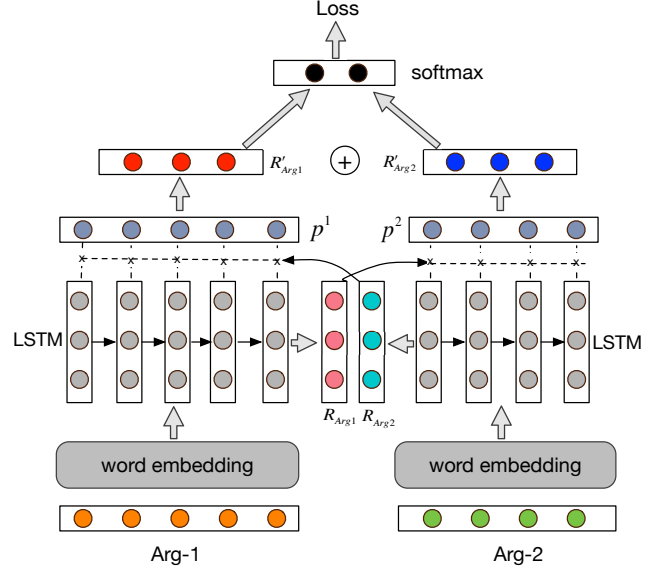 Loss
softmax
R'Arg1
+
R'Arg2
p1
p2
x x x x x
x x x x
LSTM
LSTM
RArg1
RArg2
word embedding
word embedding
Arg-1
Arg-2